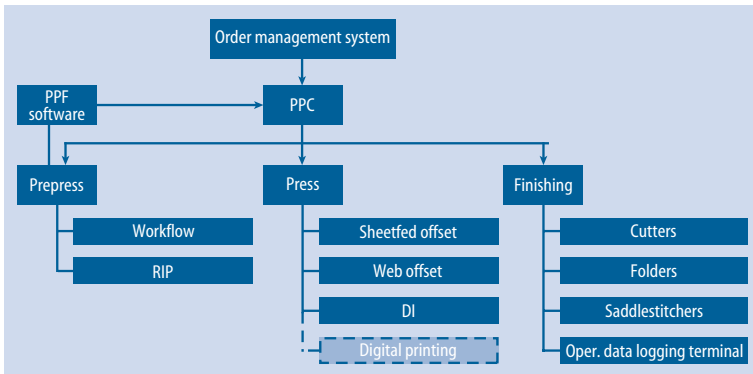 Order management system
PPF
software
PPC
Prepress
Press
Finishing
Workflow
Sheetfed offset
Cutters
RIP
Web offset
Folders
DI
Saddlestitchers
Digital printing
Oper. data logging terminal